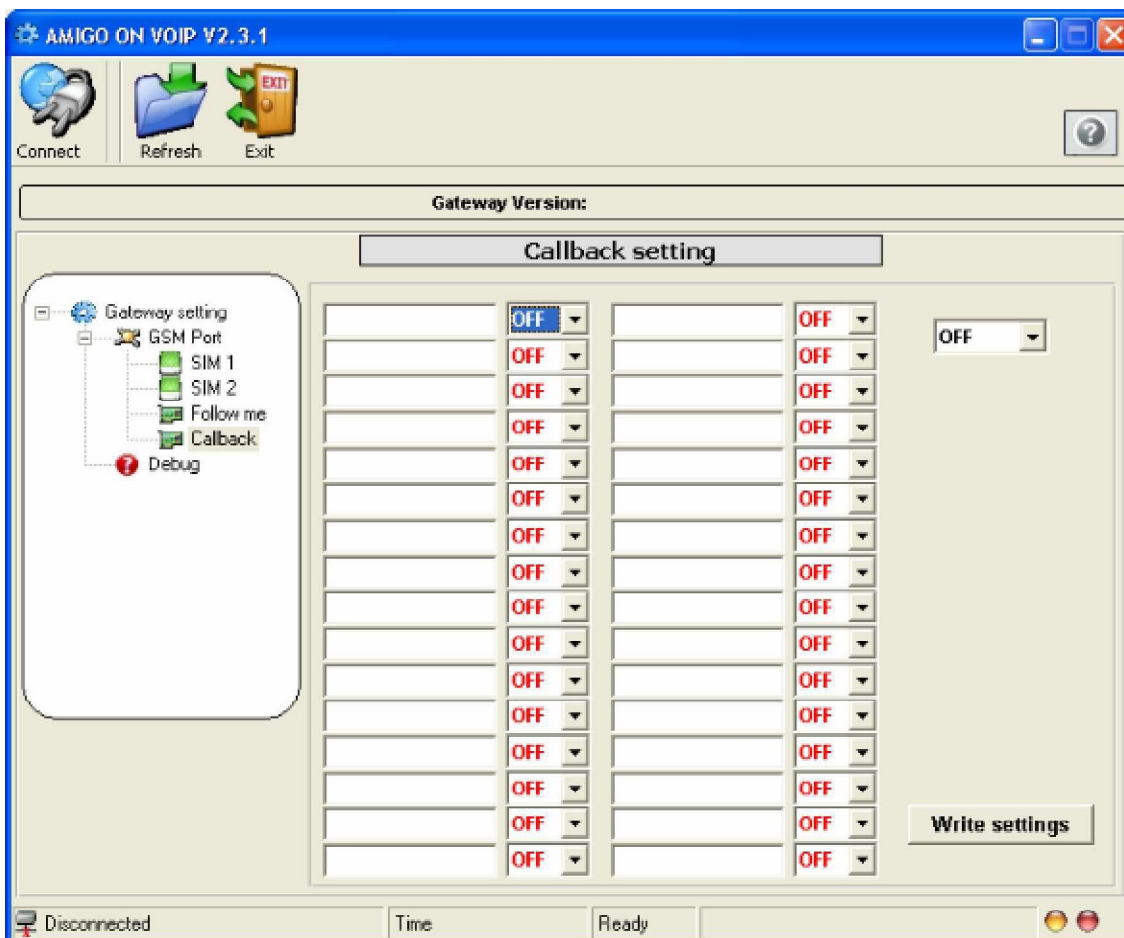 AMIGO ON VOIP V2.3.1
EXIT
Connect Refresh Exit
Gateway Version:
Callback setting
Gateway setting
GSM Port
SIM 1
SIM 2
Follow me
Callback
Debug
OFF OFF OFF
OFF OFF
OFF OFF
OFF OFF
OFF OFF
OFF OFF
OFF OFF
OFF OFF
OFF OFF
OFF OFF
OFF OFF
OFF OFF
OFF OFF
OFF OFF
OFF OFF Write settings
OFF OFF
Disconnected Time Ready